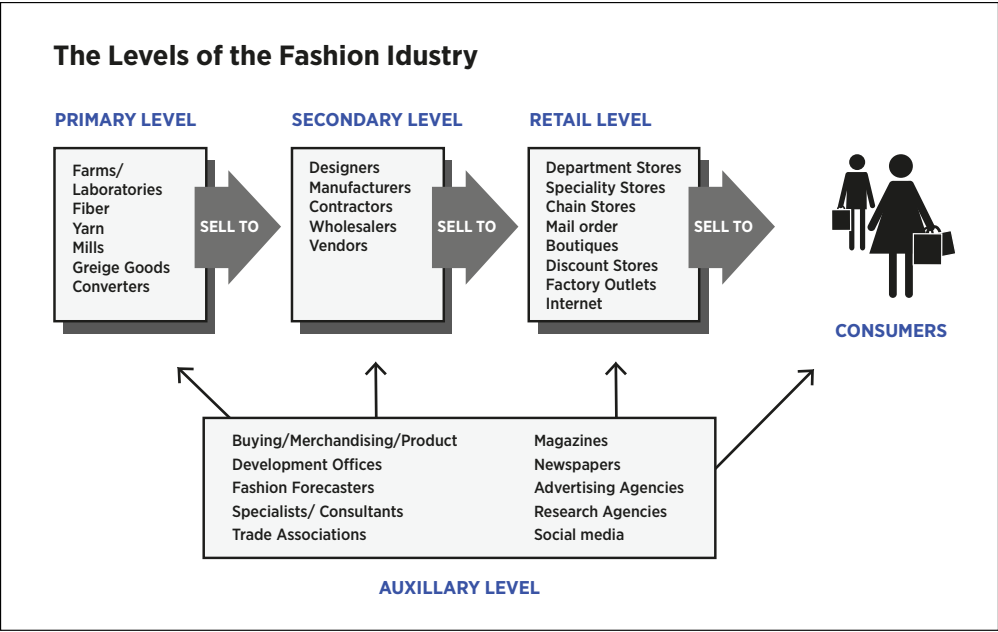 The Levels of the Fashion Idustry
PRIMARY LEVEL
Farms/
Laboratories
Fiber
Yarn
Mills
Greige Goods
Converters
SELL TO
SECONDARY LEVEL
Designers
Manufacturers
Contractors
Wholesalers
Vendors
SELL TO
RETAIL LEVEL
Department Stores
Speciality Stores
Chain Stores
Mail order
Boutiques
Discount Stores
Factory Outlets
Internet
SELL TO
CONSUMERS
Buying/Merchandising/Product
Development Offices
Fashion Forecasters
Specialists/ Consultants
Trade Associations
Magazines
Newspapers
Advertising Agencies
Research Agencies
Social media
AUXILLARY LEVEL